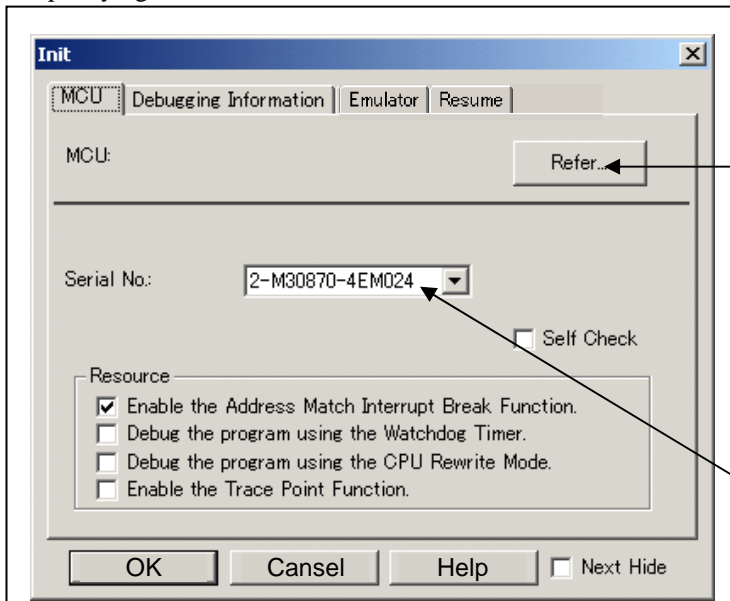 Init
MCU Debugging Information Emulator Resume
MCU: Refer...
Serial No.: 2-M30870-4EM024
Self Check
Resource
Enable the Address Match Interrupt Break Function.
Debug the program using the Watchdog Timer.
Debug the program using the CPU Rewrite Mode.
Enable the Trace Point Function.
OK Cansel Help Next Hide